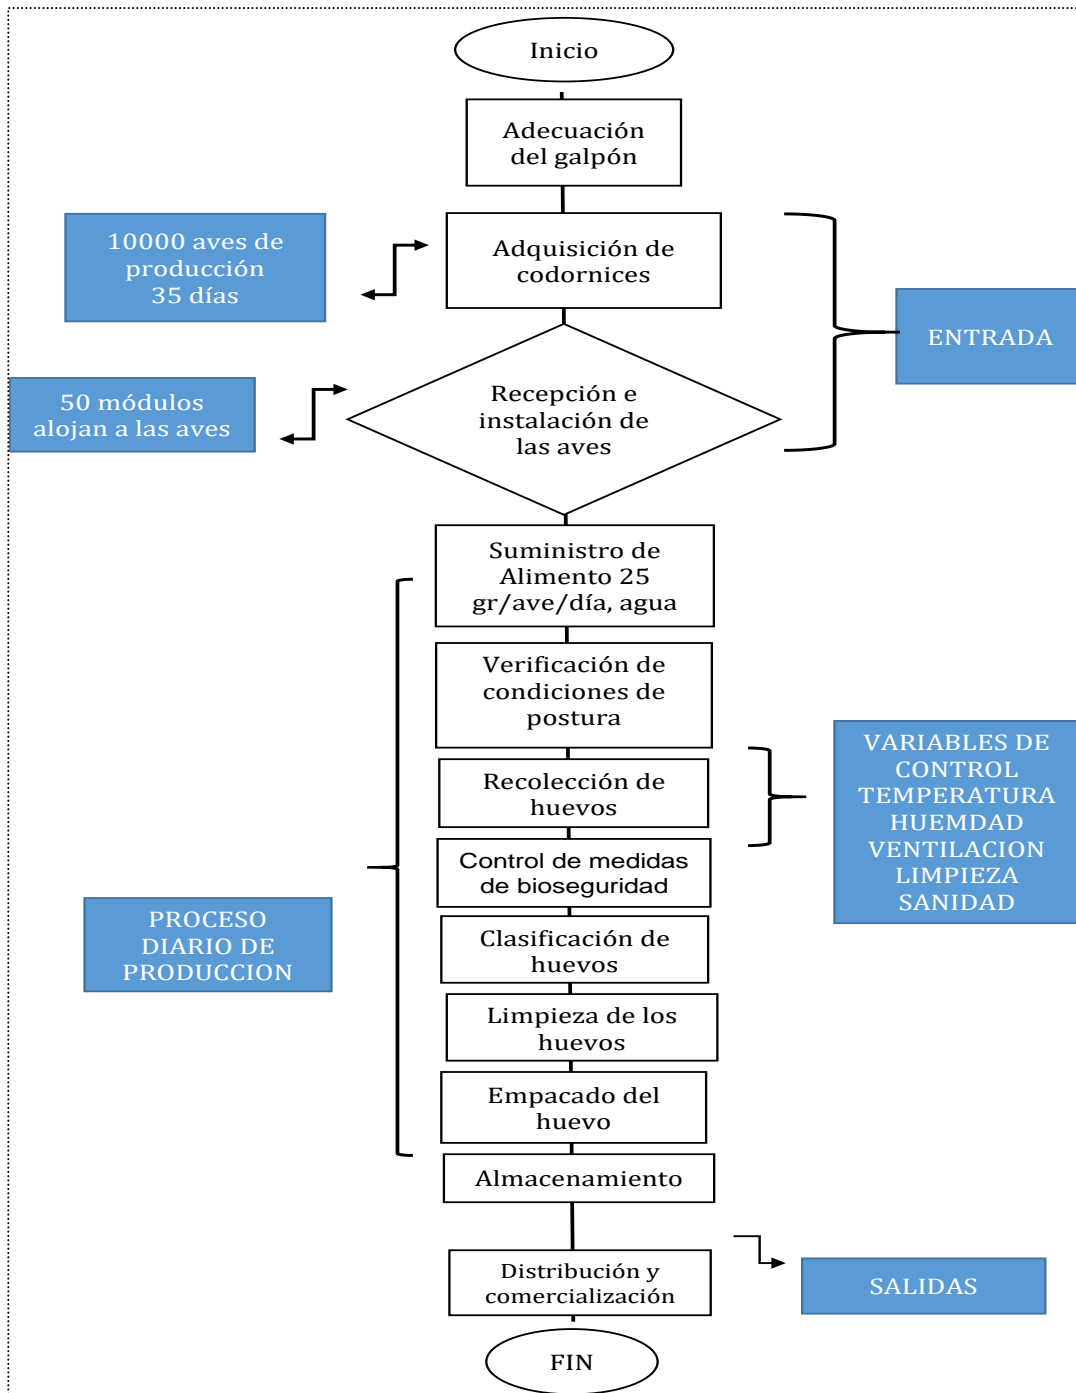 Inicio
Adecuación
del galpón
10000 aves de
producción
35 días
Adquisición de
codornices
ENTRADA
50 módulos
alojan a las aves
Recepción e
instalación de
las aves
Suministro de
Alimento 25
gr/ave/día, agua
Verificación de
condiciones de
postura
VARIABLES DE
CONTROL
TEMPERATURA
HUEMDAD
VENTILACION
LIMPIEZA
SANIDAD
Recolección de
huevos
Control de medidas
de bioseguridad
PROCESO
DIARIO DE
PRODUCCION
Clasificación de
huevos
Limpieza de los
huevos
Empacado del
huevo
Almacenamiento
Distribución y
comercialización
SALIDAS
FIN